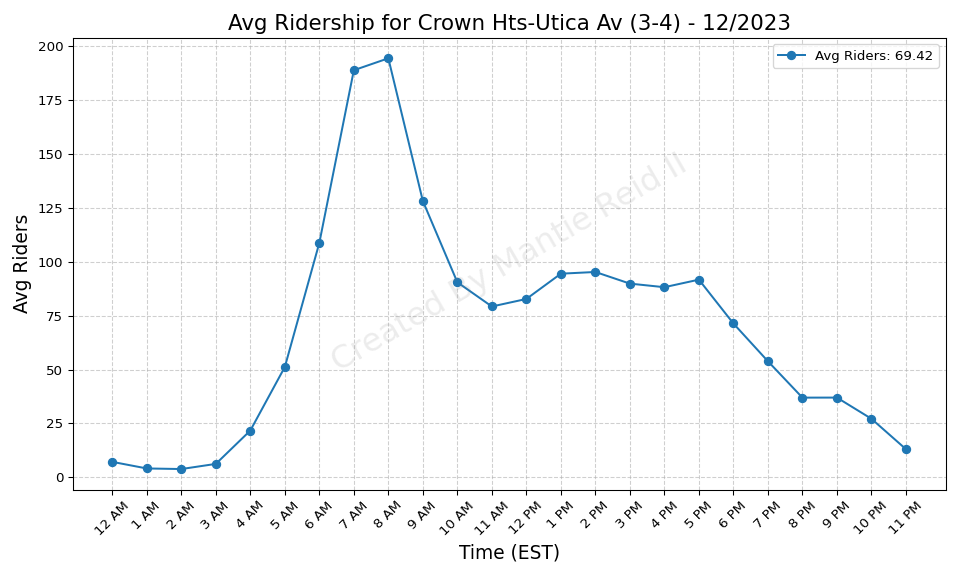 Avg Ridership for Crown Hts-Utica Av (3-4) - 12/2023
Avg Riders: 69.42
Avg Riders
200
175
150
125
100
75
50
25
0
Created By Mantie Reid II
12 AM
1 AM
2 AM
3 AM
4 AM
5 AM
6 AM
7 AM
8 AM
9 AM
10 AM
11 AM
12 PM
1 PM
2 PM
3 PM
4 PM
5 PM
6 PM
7 PM
8 PM
9 PM
10 PM
11 PM
Time (EST)